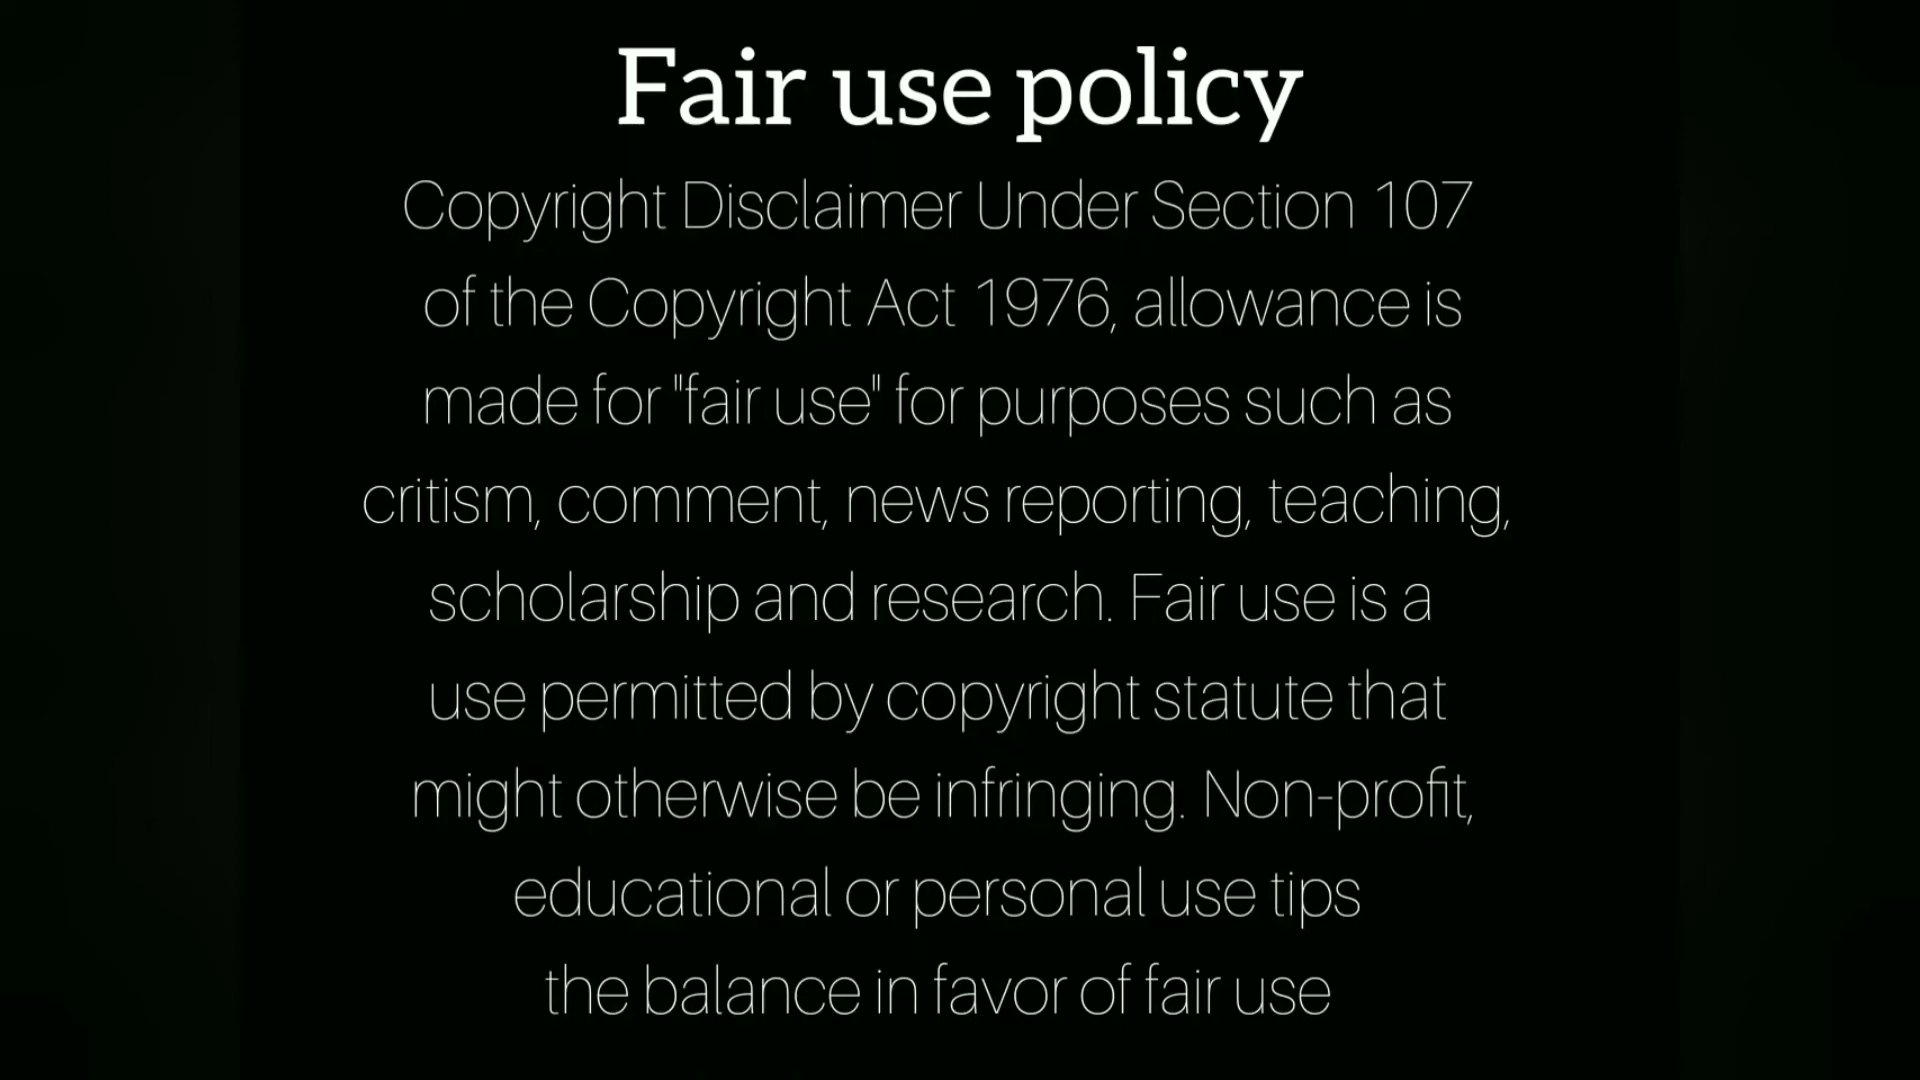 Fair use policy
Copyright Disclaimer Under Section 107
of the Copyright Act 1976, allowance is
made for "fair use" for purposes such as
critism, comment, news reporting, teaching,
scholarship and research. Fair use is a
use permitted by copyright statute that
might otherwise be infringing. Non-profit,
educational or personal use tips
the balance in favor of fair use